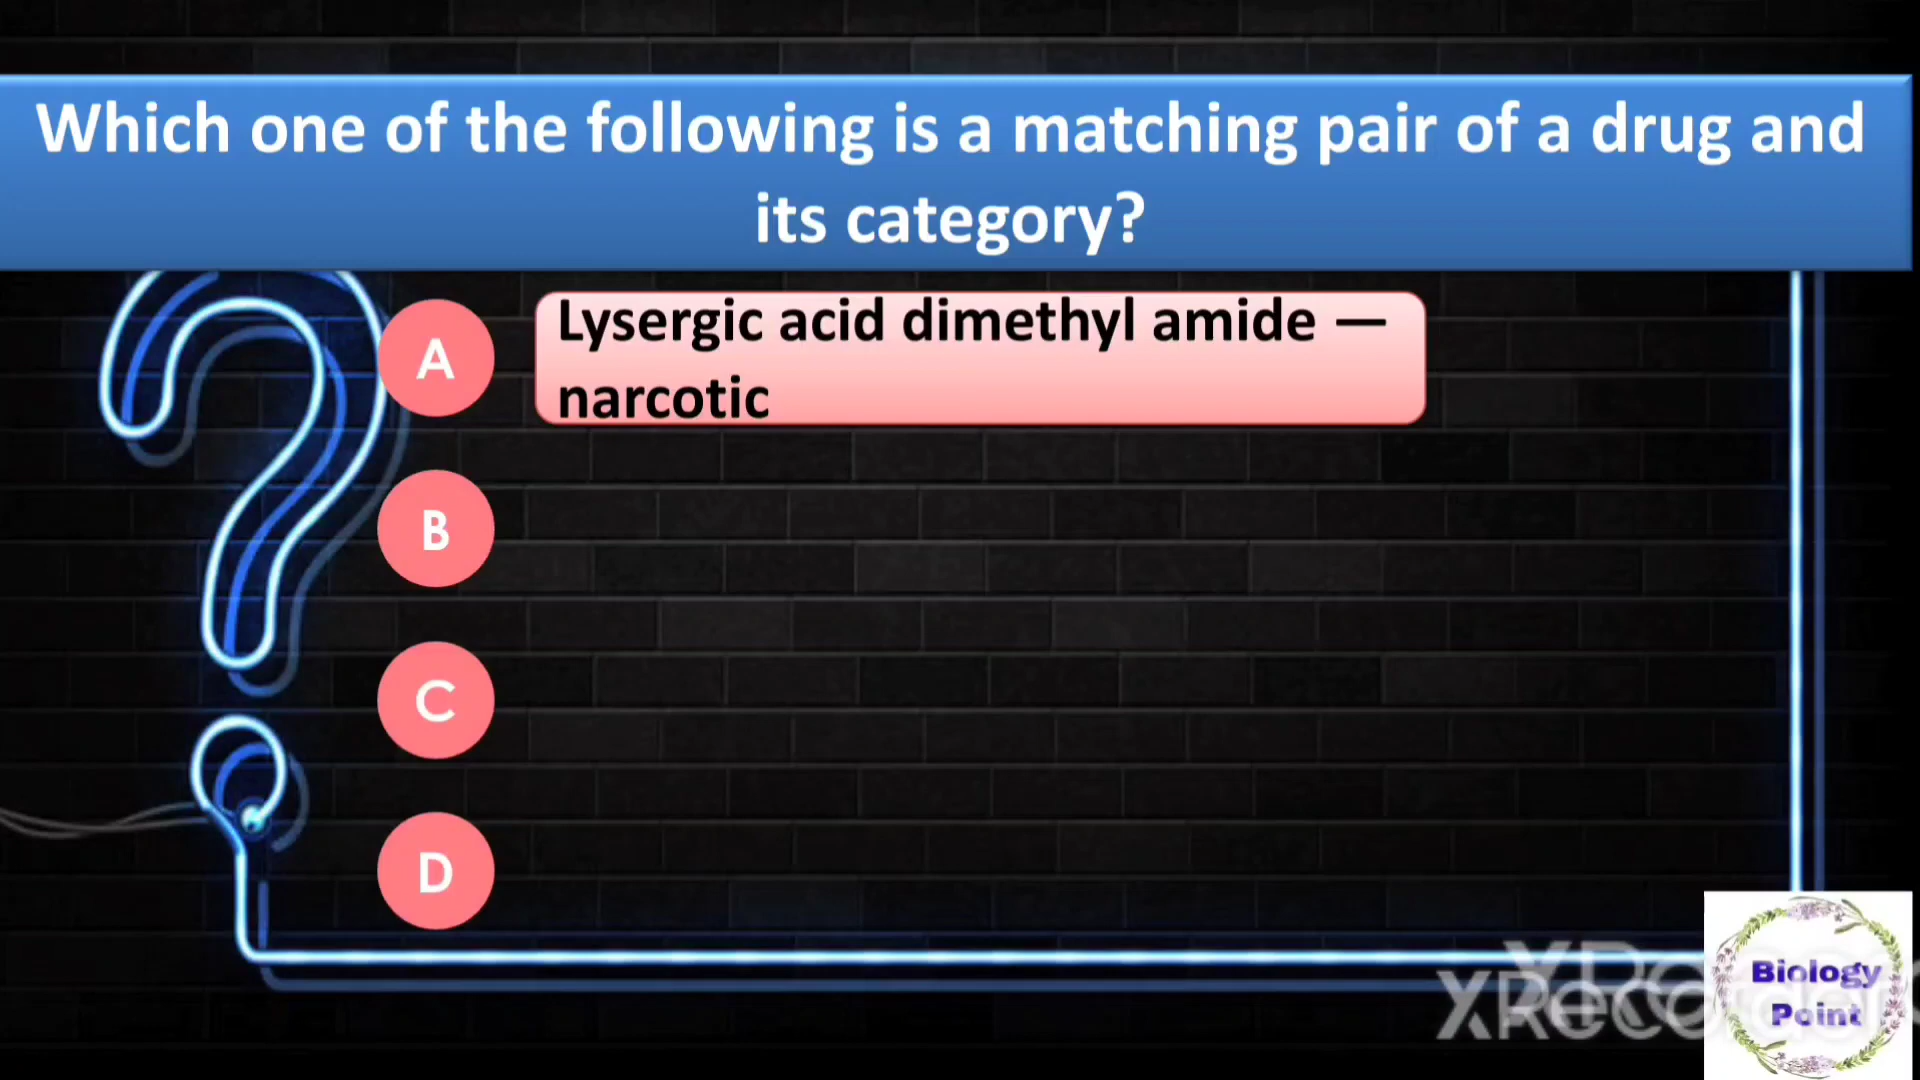 Which one of the following is a matching pair of a drug and
its category?
A
Lysergic acid dimethyl amide —
narcotic
B
C
D
XRecorder
Biology
Point